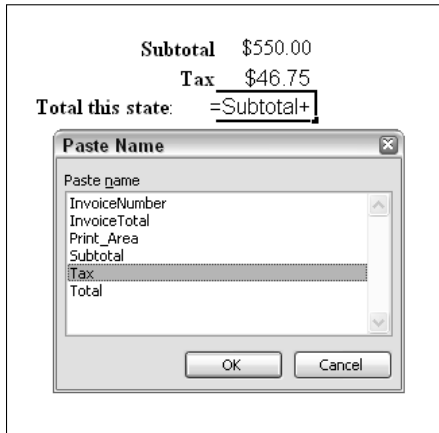 Subtotal $550.00
Tax $46.75
Total this state: =Subtotal+
Paste Name
Paste name
InvoiceNumber
InvoiceTotal
Print_Area
Subtotal
Tax
Total
OK Cancel